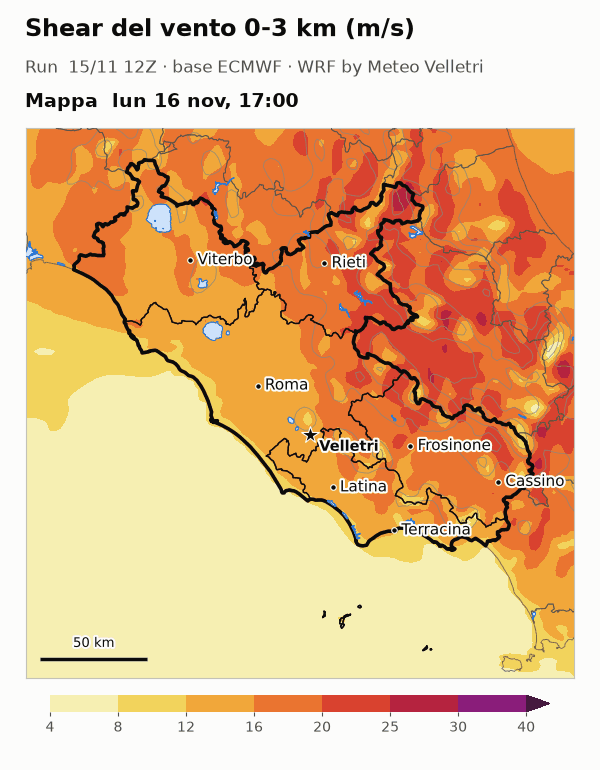 Shear del vento 0-3 km (m/s)
Run  15/11 12Z · base ECMWF · WRF by Meteo Velletri
Mappa  lun 16 nov, 17:00
Viterbo
Rieti
Roma
Velletri
Frosinone
Cassino
Latina
Terracina
50 km
4 8 12 16 20 25 30 40